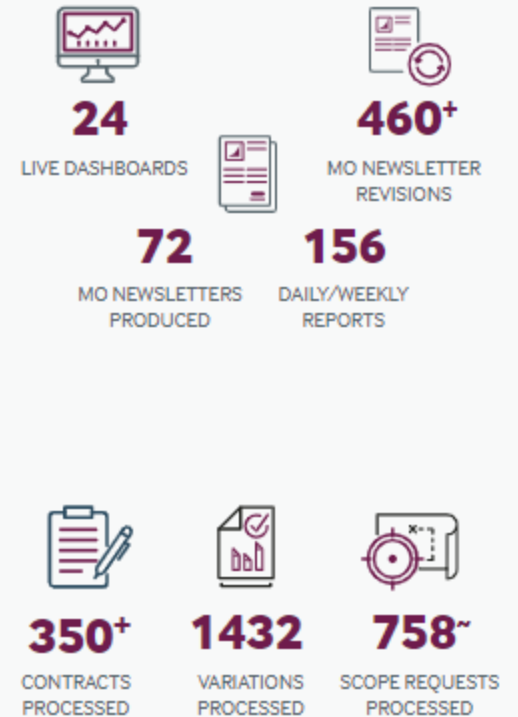 24
LIVE DASHBOARDS
460+
MO NEWSLETTER
REVISIONS
72
MO NEWSLETTERS
PRODUCED
156
DAILY/WEEKLY
REPORTS
350+
CONTRACTS
PROCESSED
1432
VARIATIONS
PROCESSED
758~
SCOPE REQUESTS
PROCESSED